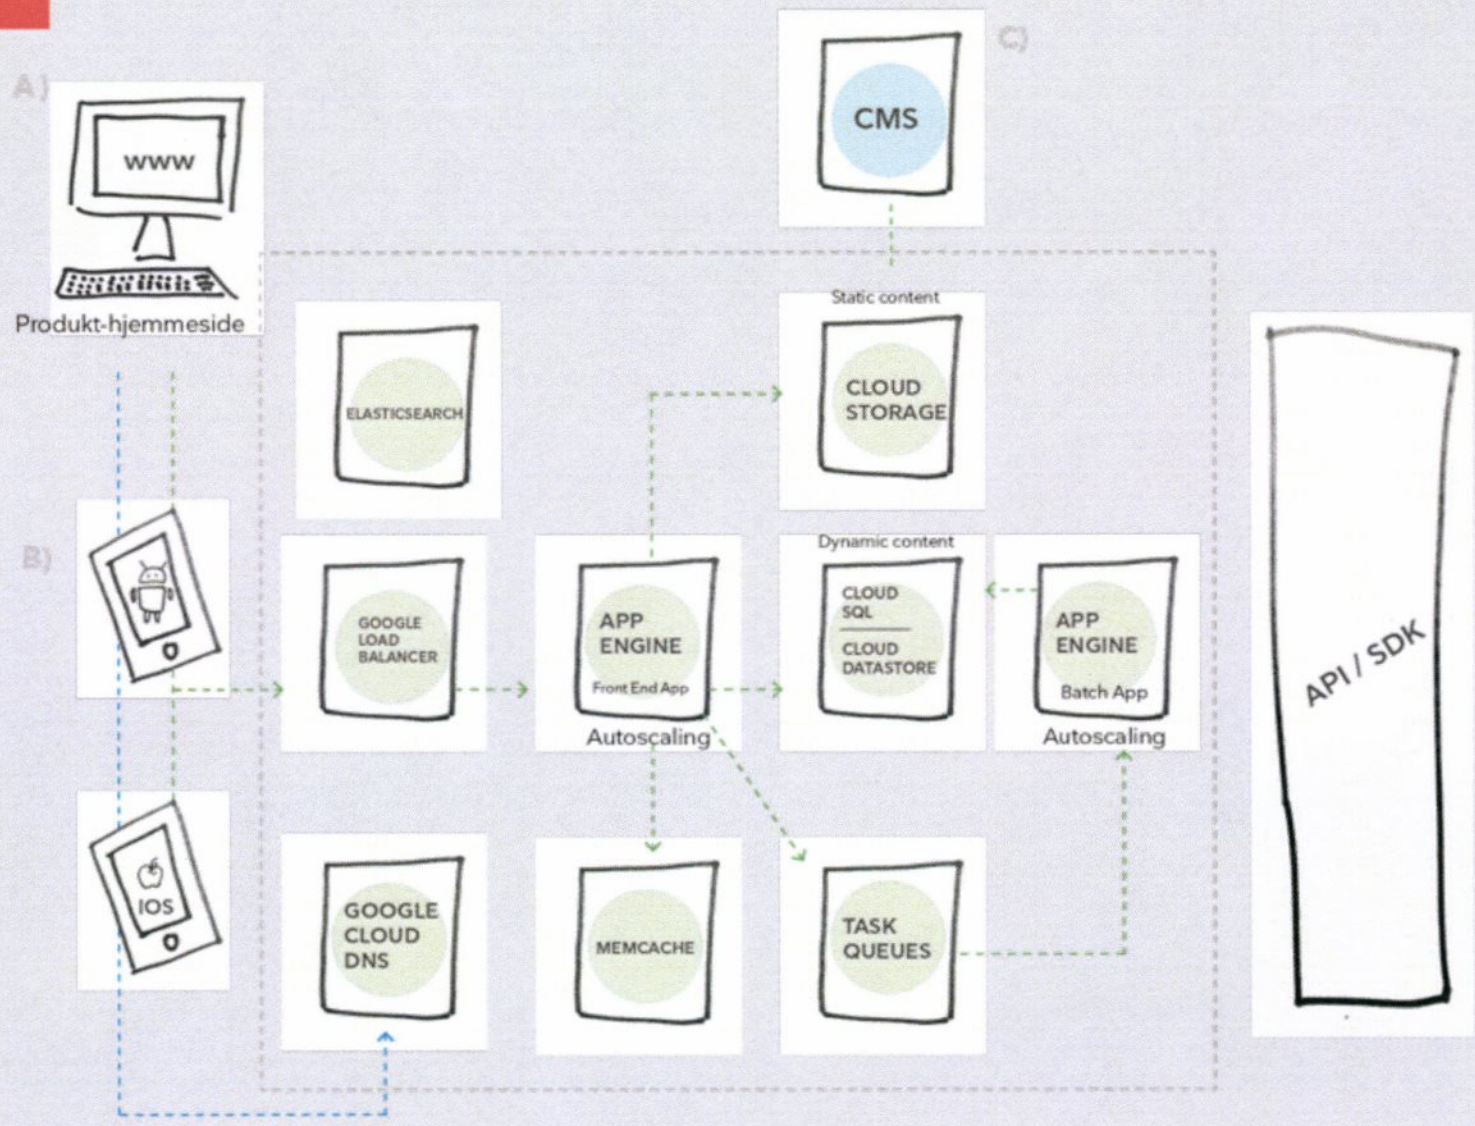 A)
C)
CMS
www
Produkt-hjemmeside
Static content
ELASTICSEARCH
CLOUD
STORAGE
B)
Dynamic content
GOOGLE
LOAD
BALANCER
APP
ENGINE
Front End App
Autoscaling
CLOUD
SQL
CLOUD
DATASTORE
APP
ENGINE
Batch App
Autoscaling
API / SDK
IOS
GOOGLE
CLOUD
DNS
MEMCACHE
TASK
QUEUES